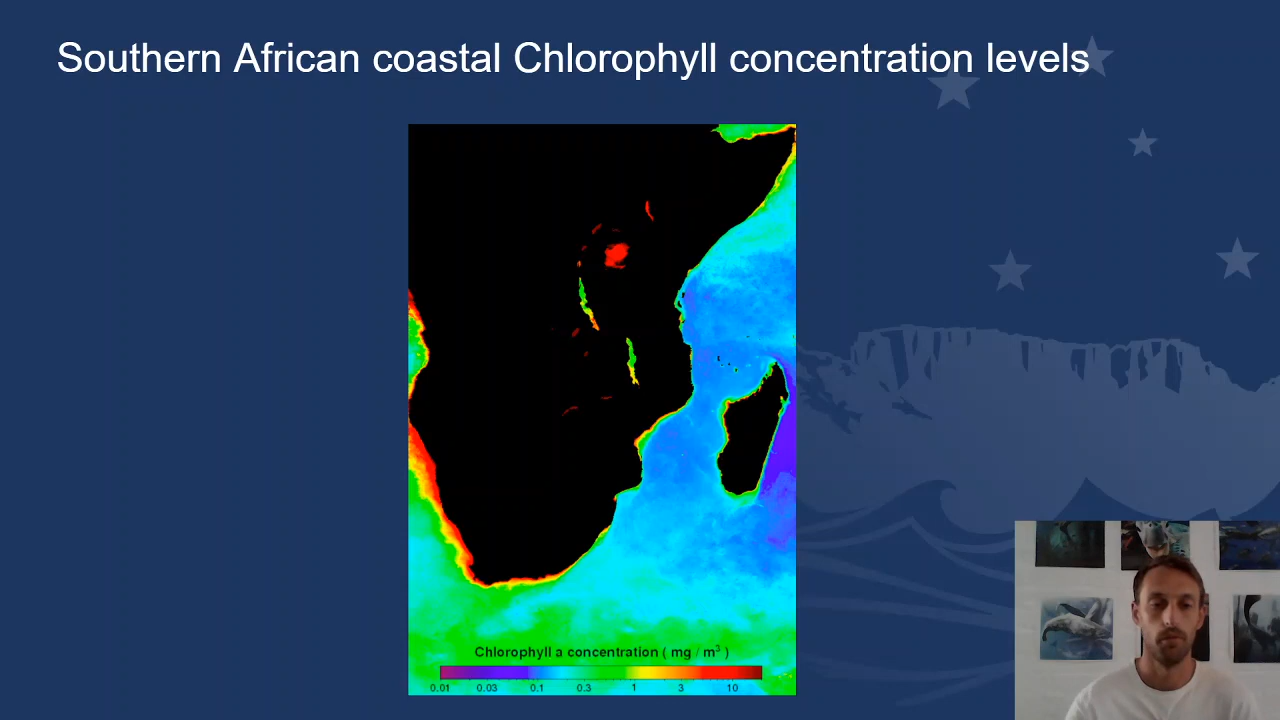 Southern African coastal Chlorophyll concentration levels
Chlorophyll a concentration ( mg / m³ )
0.01 0.03 0.1 0.3 1 3 10